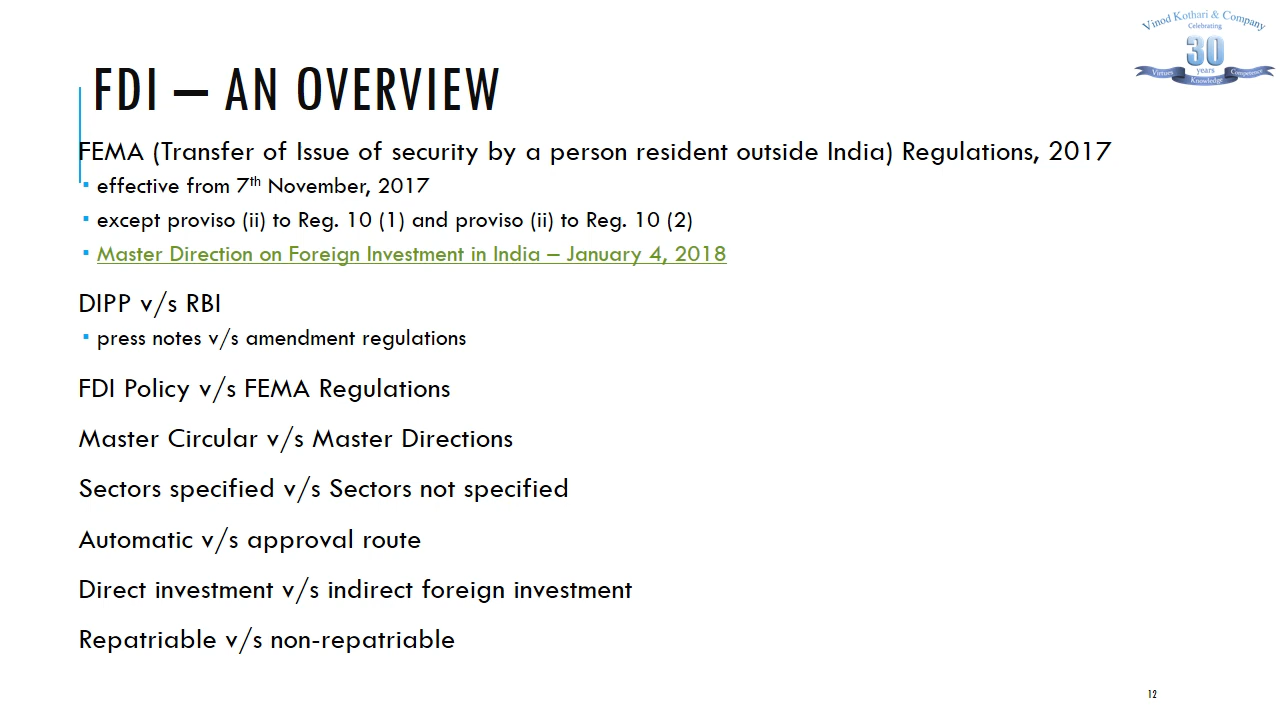 Vinod Kothari & Company
Celebrating
30
years
Virtues
Knowledge
Competence
FDI – AN OVERVIEW
FEMA (Transfer of Issue of security by a person resident outside India) Regulations, 2017
effective from 7th November, 2017
except proviso (ii) to Reg. 10 (1) and proviso (ii) to Reg. 10 (2)
Master Direction on Foreign Investment in India – January 4, 2018
DIPP v/s RBI
press notes v/s amendment regulations
FDI Policy v/s FEMA Regulations
Master Circular v/s Master Directions
Sectors specified v/s Sectors not specified
Automatic v/s approval route
Direct investment v/s indirect foreign investment
Repatriable v/s non-repatriable
12